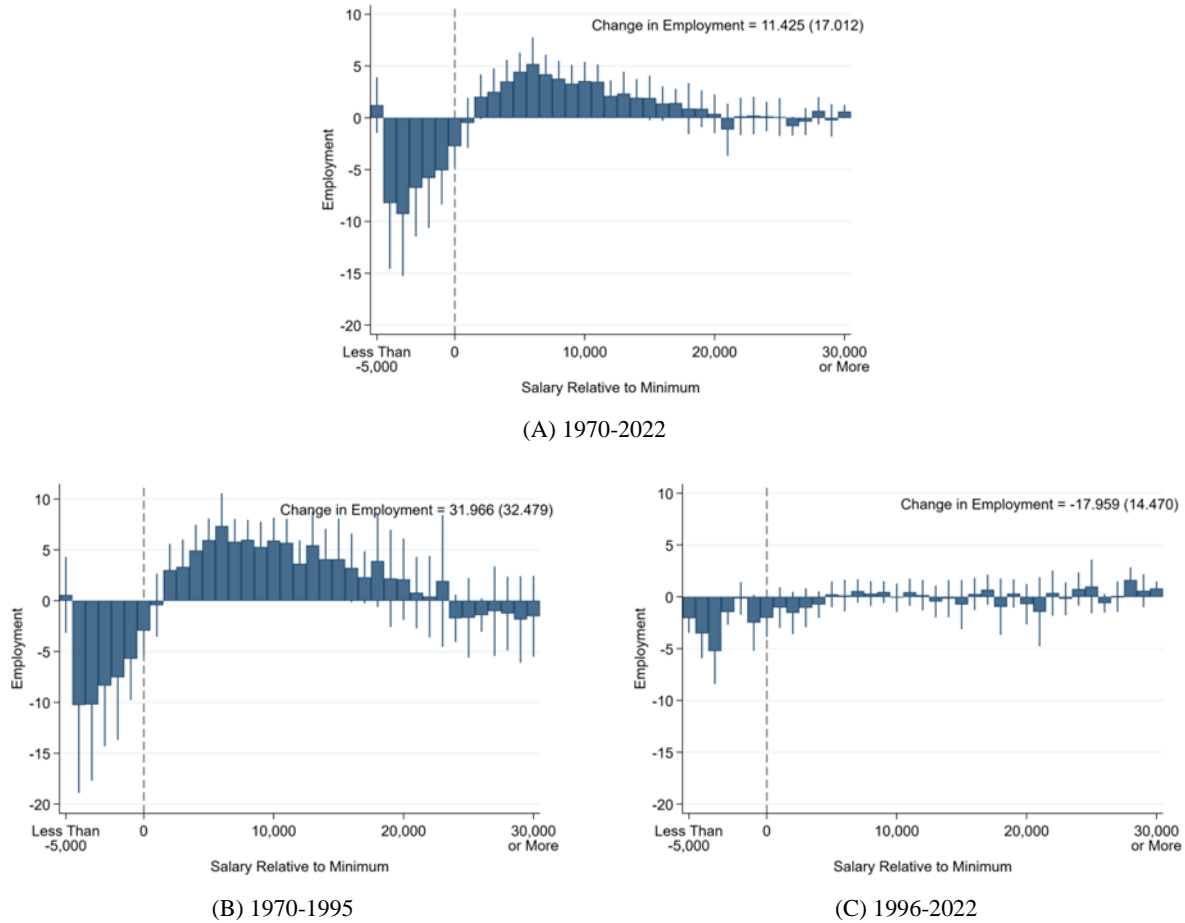 Change in Employment = 11.425 (17.012)
10
5
0
-5
-10
-15
-20
Employment
Less Than
-5,000
0
10,000
20,000
30,000
or More
Salary Relative to Minimum
(A) 1970-2022
Change in Employment = 31.966 (32.479)
10
5
0
-5
-10
-15
-20
Employment
Less Than
-5,000
0
10,000
20,000
30,000
or More
Salary Relative to Minimum
(B) 1970-1995
Change in Employment = -17.959 (14.470)
10
5
0
-5
-10
-15
-20
Employment
Less Than
-5,000
0
10,000
20,000
30,000
or More
Salary Relative to Minimum
(C) 1996-2022